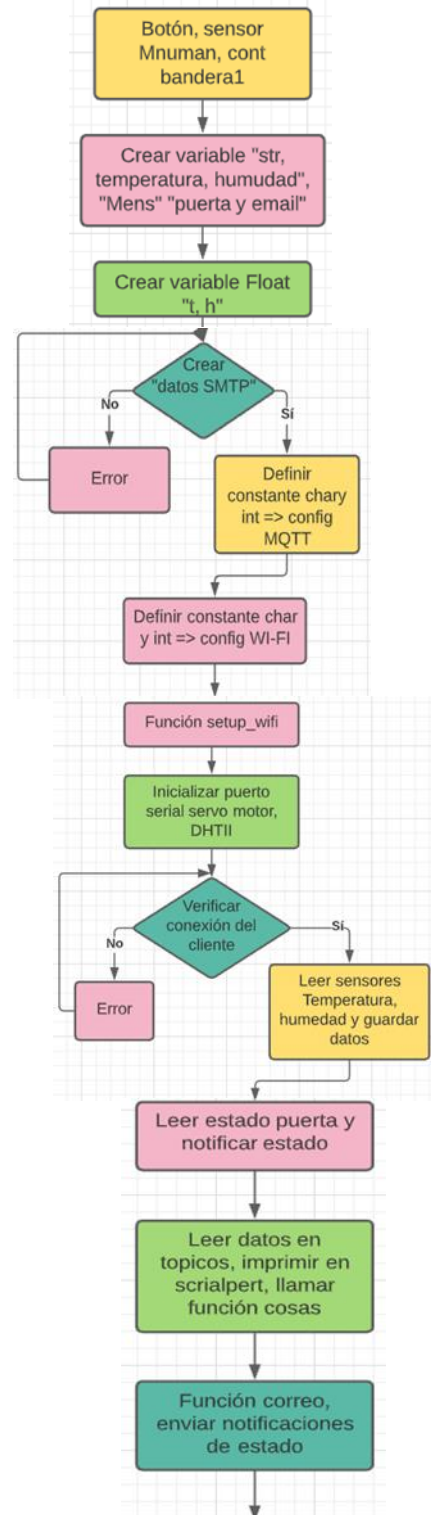 Botón, sensor
Mnuman, cont
bandera1
Crear variable "str,
temperatura, humudad",
"Mens" "puerta y email"
Crear variable Float
"t, h"
Crear
"datos SMTP"
No
Sí
Error
Definir
constante chary
int => config
MQTT
Definir constante char
y int => config WI-FI
Función setup_wifi
Inicializar puerto
serial servo motor,
DHTII
Verificar
conexión del
cliente
No
Sí
Error
Leer sensores
Temperatura,
humedad y guardar
datos
Leer estado puerta y
notificar estado
Leer datos en
topicos, imprimir en
scrialpert, llamar
función cosas
Función correo,
enviar notificaciones
de estado